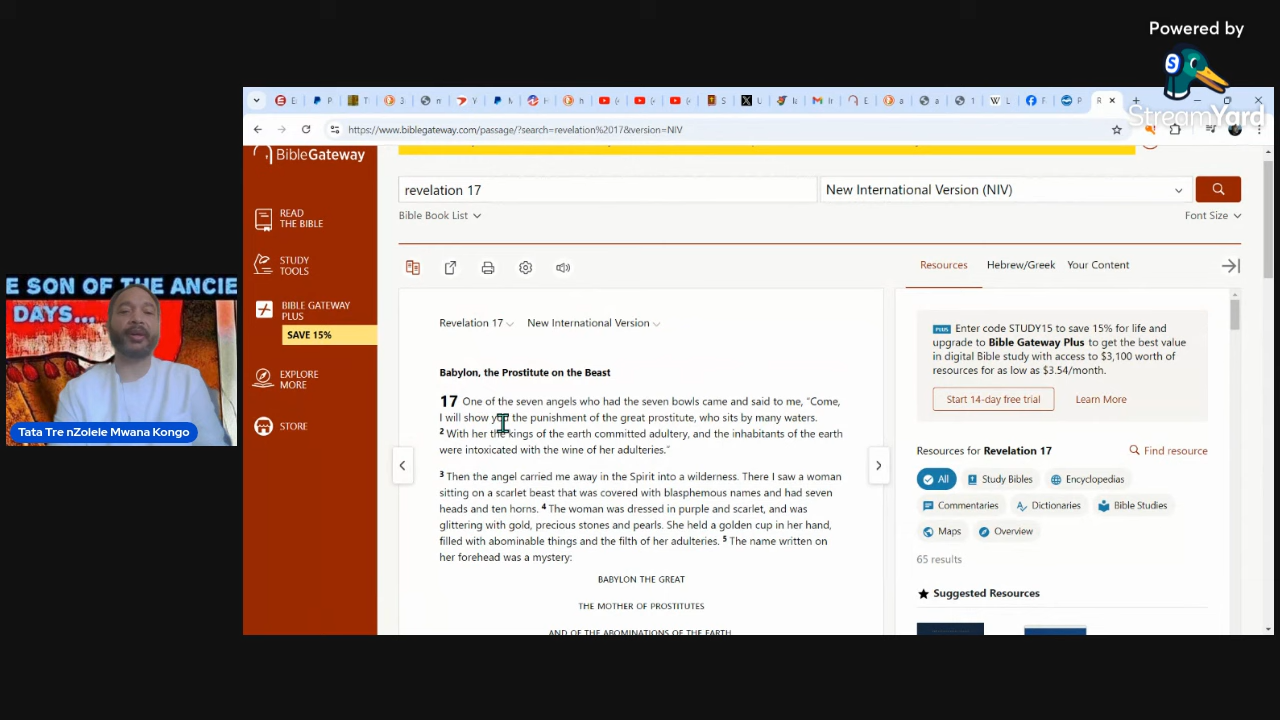 Powered by
StreamYard
https://www.biblegateway.com/passage/?search=revelation%2017&version=NIV
BibleGateway
revelation 17
New International Version (NIV)
Bible Book List
Font Size
READ
THE BIBLE
STUDY
TOOLS
BIBLE GATEWAY
PLUS
SAVE 15%
EXPLORE
MORE
STORE
Resources
Hebrew/Greek
Your Content
Revelation 17
New International Version
Babylon, the Prostitute on the Beast
17 One of the seven angels who had the seven bowls came and said to me, “Come,
I will show you the punishment of the great prostitute, who sits by many waters.
2 With her the kings of the earth committed adultery, and the inhabitants of the earth
were intoxicated with the wine of her adulteries.”
3 Then the angel carried me away in the Spirit into a wilderness. There I saw a woman
sitting on a scarlet beast that was covered with blasphemous names and had seven
heads and ten horns. 4 The woman was dressed in purple and scarlet, and was
glittering with gold, precious stones and pearls. She held a golden cup in her hand,
filled with abominable things and the filth of her adulteries. 5 The name written on
her forehead was a mystery:
BABYLON THE GREAT
THE MOTHER OF PROSTITUTES
AND OF THE ABOMINATIONS OF THE EARTH
PLUS Enter code STUDY15 to save 15% for life and
upgrade to Bible Gateway Plus to get the best value
in digital Bible study with access to $3,100 worth of
resources for as low as $3.54/month.
Start 14-day free trial
Learn More
Resources for Revelation 17
Find resource
All
Study Bibles
Encyclopedias
Commentaries
Dictionaries
Bible Studies
Maps
Overview
65 results
Suggested Resources
E SON OF THE ANCIE
DAYS...
Tata Tre nZolele Mwana Kongo